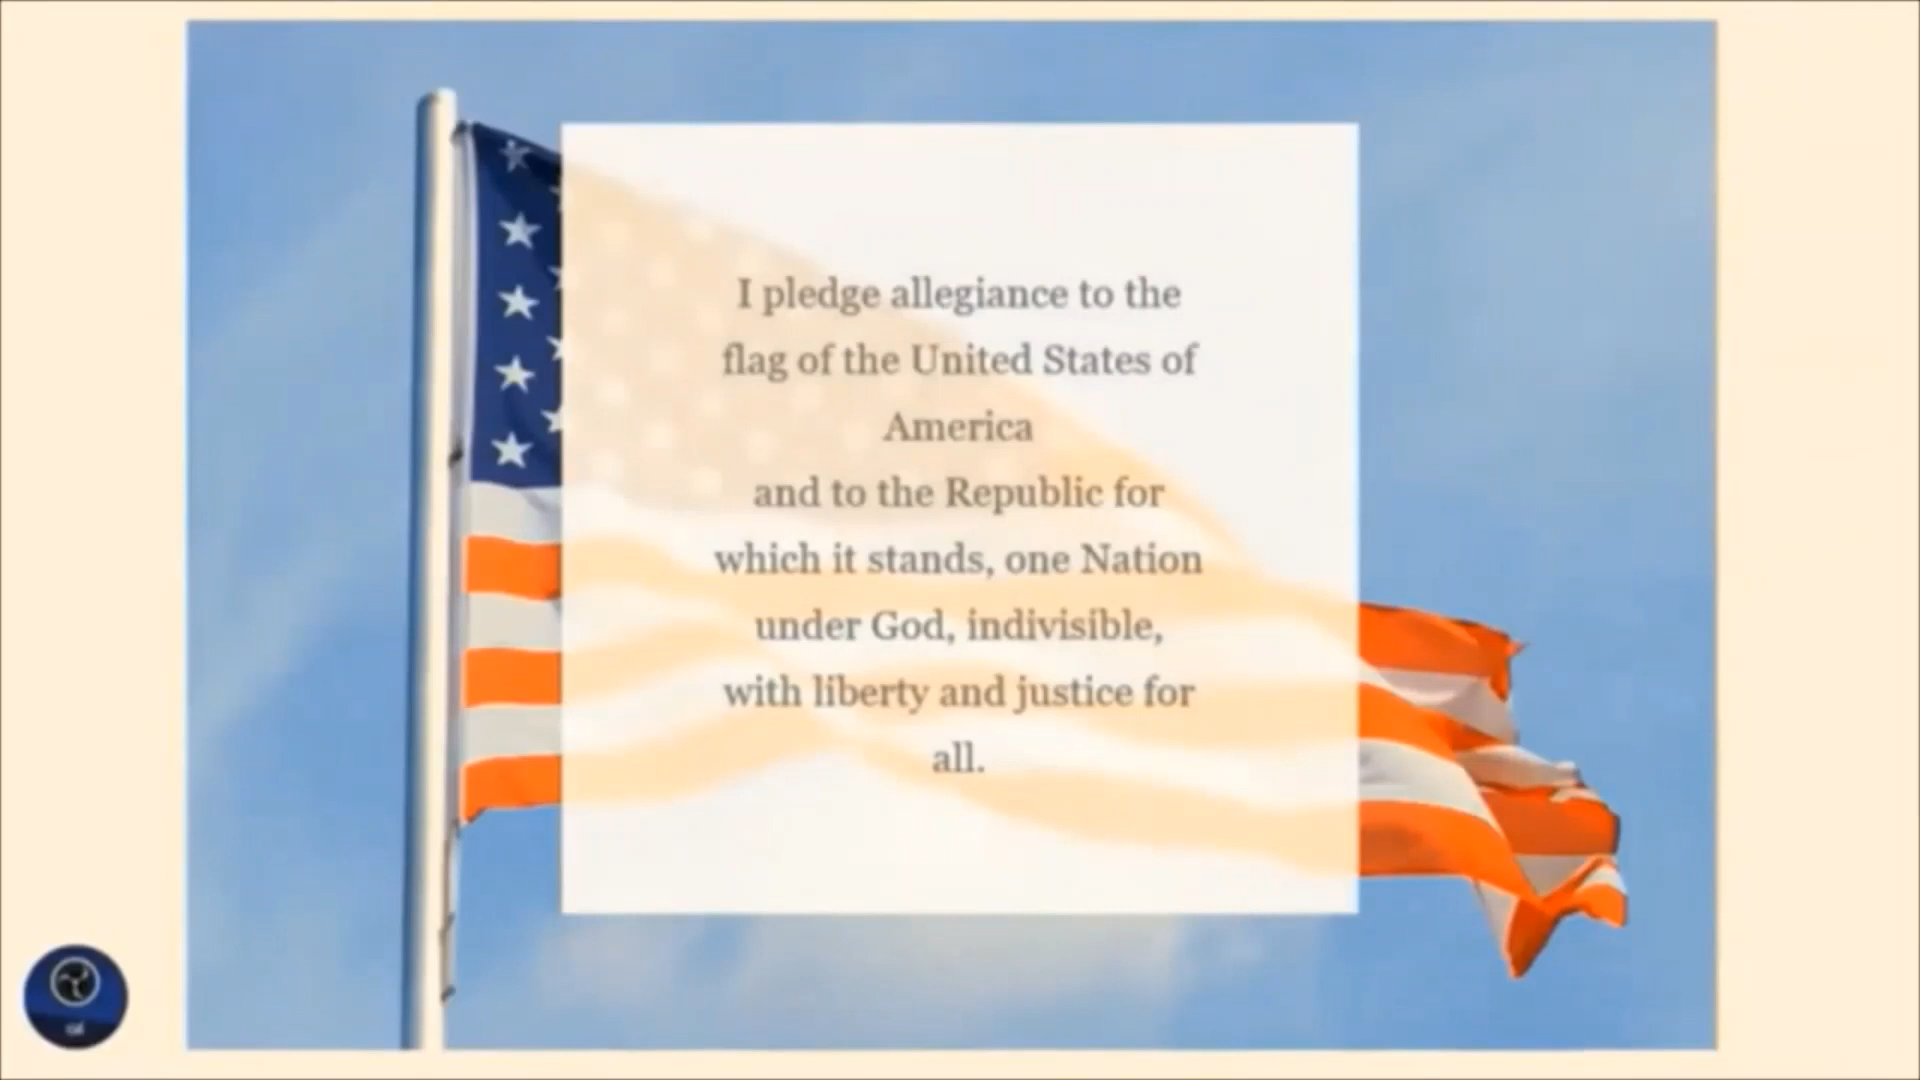 I pledge allegiance to the
flag of the United States of
America
and to the Republic for
which it stands, one Nation
under God, indivisible,
with liberty and justice for
all.